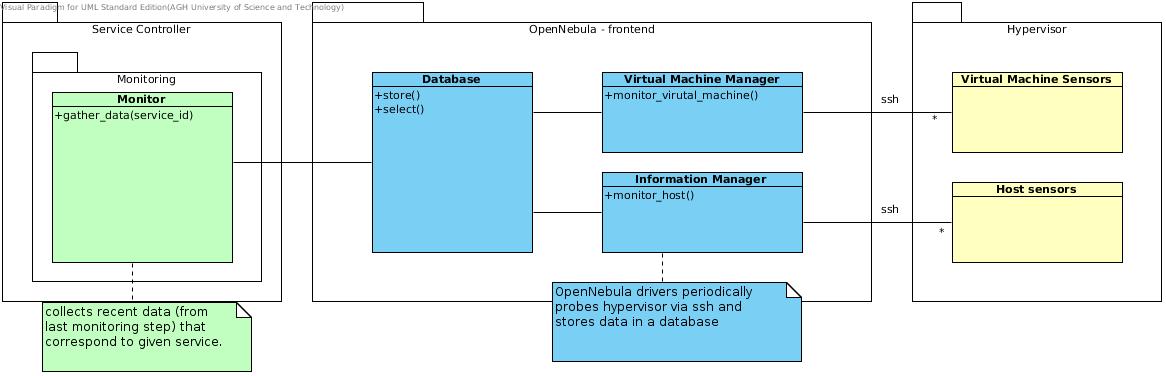 Visual Paradigm for UML Standard Edition(AGH University of Science and Technology)
Service Controller
Monitoring
Monitor
+gather_data(service_id)
collects recent data (from
last monitoring step) that
correspond to given service.
OpenNebula - frontend
Database
+store()
+select()
Virtual Machine Manager
+monitor_virutal_machine()
Information Manager
+monitor_host()
OpenNebula drivers periodically
probes hypervisor via ssh and
stores data in a database
ssh
*
ssh
*
Hypervisor
Virtual Machine Sensors
Host sensors